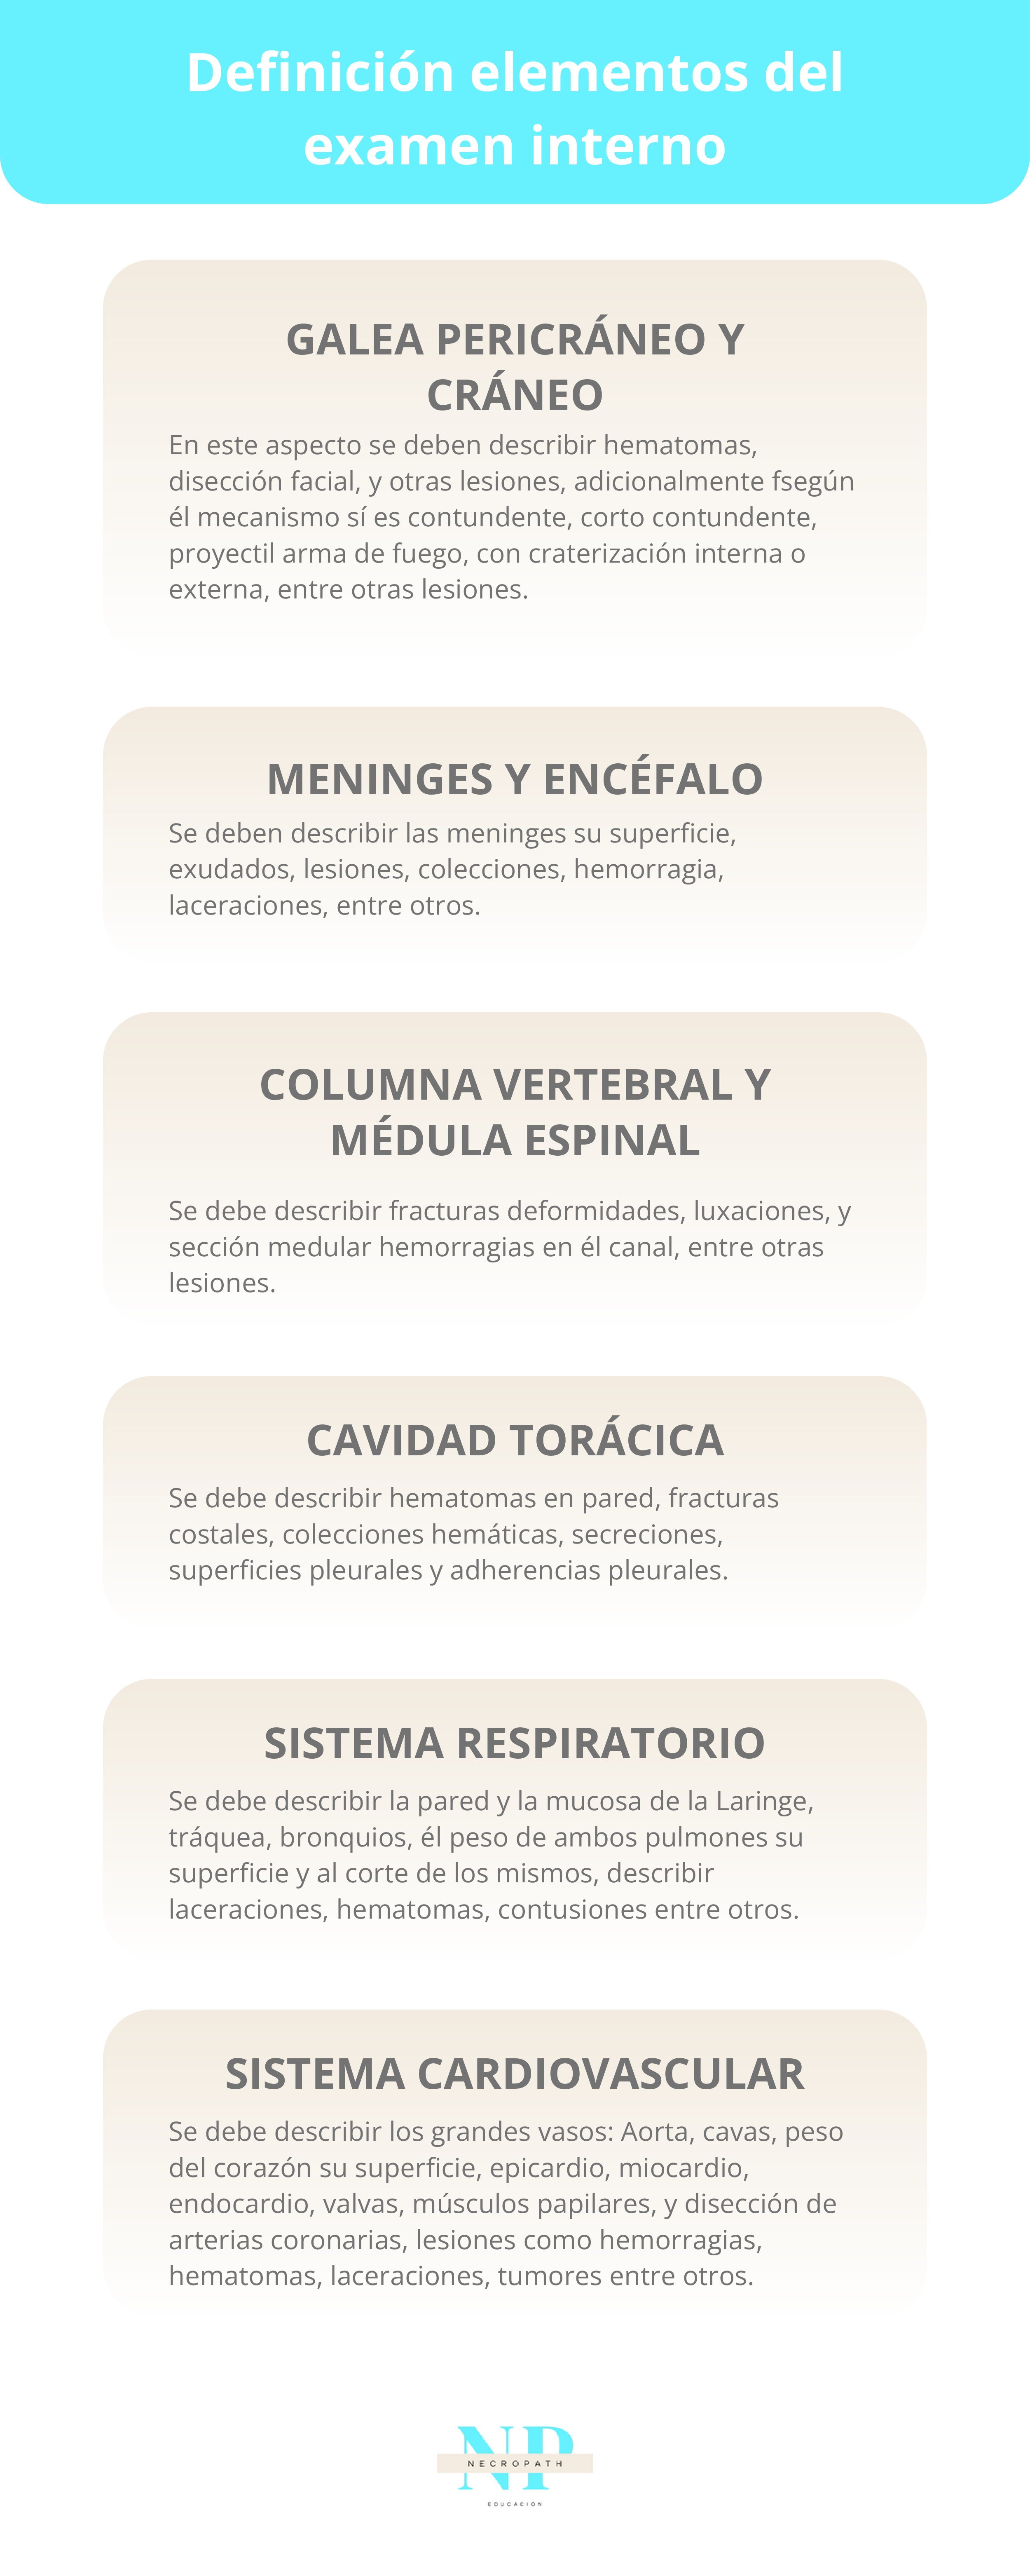 Definición elementos del
examen interno
GALEA PERICRÁNEO Y
CRÁNEO
En este aspecto se deben describir hematomas,
disección facial, y otras lesiones, adicionalmente fsegún
él mecanismo sí es contundente, corto contundente,
proyectil arma de fuego, con craterización interna o
externa, entre otras lesiones.
MENINGES Y ENCÉFALO
Se deben describir las meninges su superficie,
exudados, lesiones, colecciones, hemorragia,
laceraciones, entre otros.
COLUMNA VERTEBRAL Y
MÉDULA ESPINAL
Se debe describir fracturas deformidades, luxaciones, y
sección medular hemorragias en él canal, entre otras
lesiones.
CAVIDAD TORÁCICA
Se debe describir hematomas en pared, fracturas
costales, colecciones hemáticas, secreciones,
superficies pleurales y adherencias pleurales.
SISTEMA RESPIRATORIO
Se debe describir la pared y la mucosa de la Laringe,
tráquea, bronquios, él peso de ambos pulmones su
superficie y al corte de los mismos, describir
laceraciones, hematomas, contusiones entre otros.
SISTEMA CARDIOVASCULAR
Se debe describir los grandes vasos: Aorta, cavas, peso
del corazón su superficie, epicardio, miocardio,
endocardio, valvas, músculos papilares, y disección de
arterias coronarias, lesiones como hemorragias,
hematomas, laceraciones, tumores entre otros.
NP
NECROPATH
EDUCACIÓN